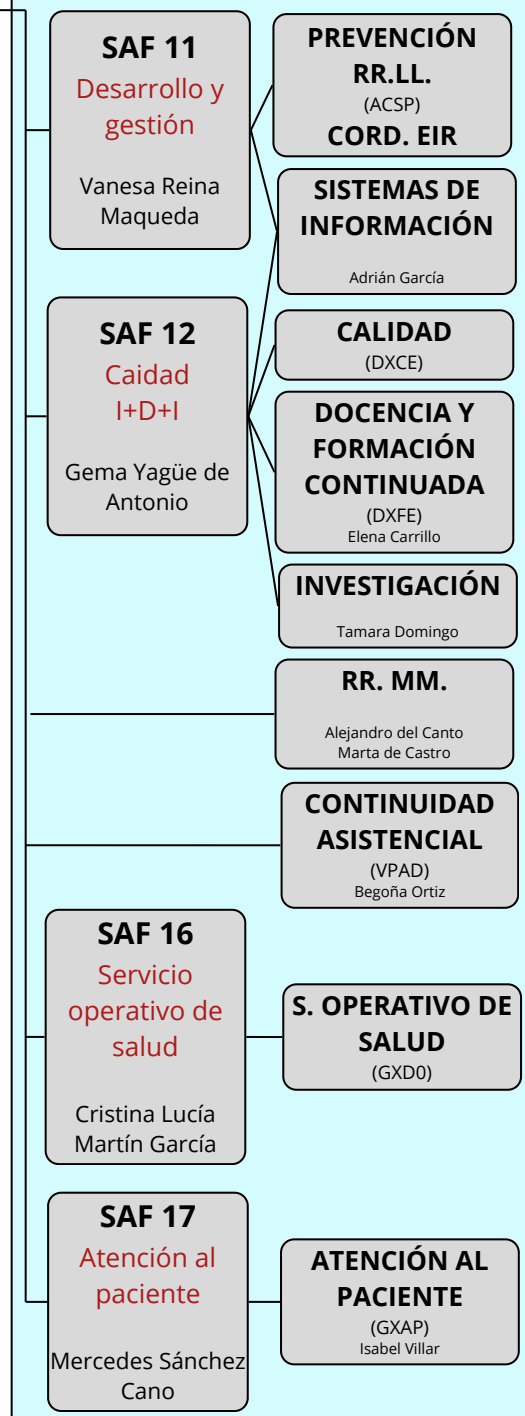 SAF 11
Desarrollo y
gestión
Vanesa Reina
Maqueda
PREVENCIÓN
RR.LL.
(ACSP)
CORD. EIR
SISTEMAS DE
INFORMACIÓN
Adrián García
SAF 12
Caidad
I+D+I
Gema Yagüe de
Antonio
CALIDAD
(DXCE)
DOCENCIA Y
FORMACIÓN
CONTINUADA
(DXFE)
Elena Carrillo
INVESTIGACIÓN
Tamara Domingo
RR. MM.
Alejandro del Canto
Marta de Castro
CONTINUIDAD
ASISTENCIAL
(VPAD)
Begoña Ortiz
SAF 16
Servicio
operativo de
salud
Cristina Lucía
Martín García
S. OPERATIVO DE
SALUD
(GXD0)
SAF 17
Atención al
paciente
Mercedes Sánchez
Cano
ATENCIÓN AL
PACIENTE
(GXAP)
Isabel Villar